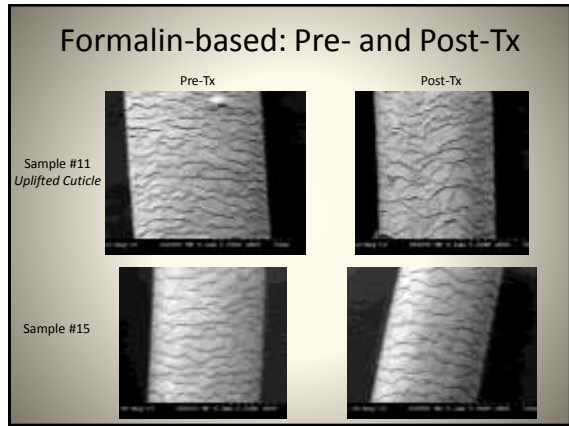 Formalin-based: Pre- and Post-Tx
Pre-Tx
Post-Tx
Sample #11
Uplifted Cuticle
Sample #15